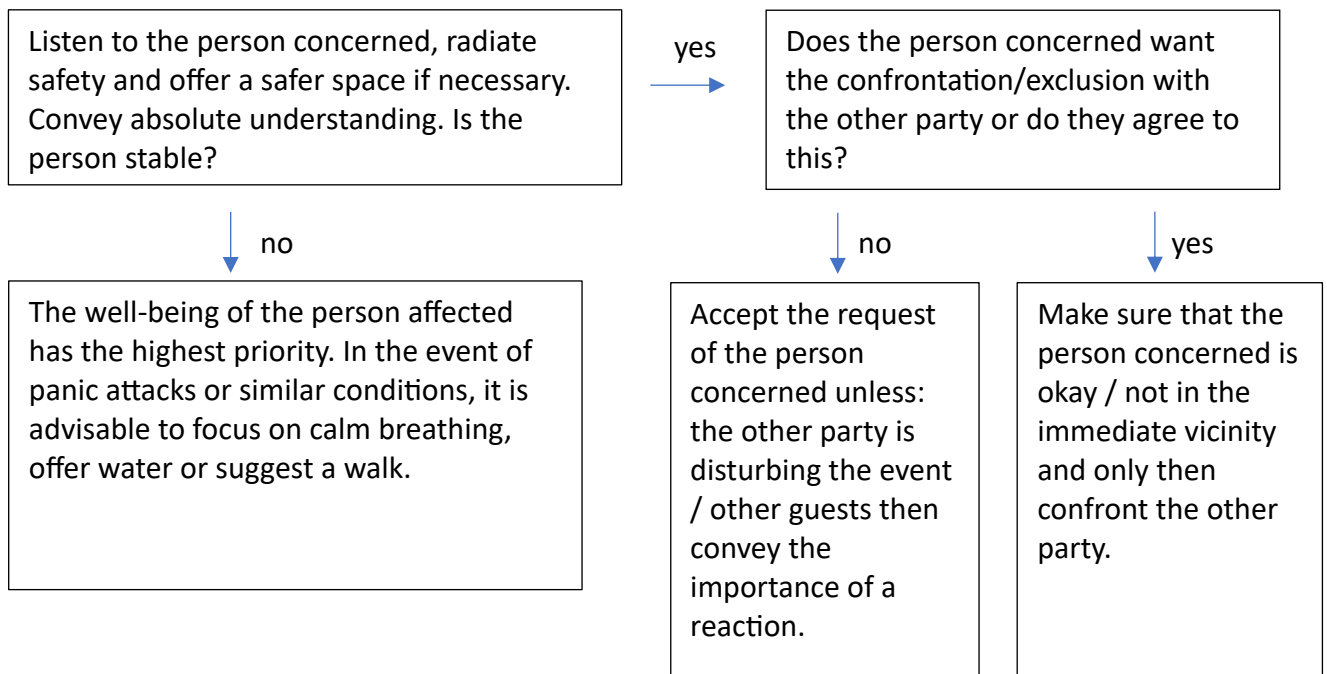 Listen to the person concerned, radiate
safety and offer a safer space if necessary.
Convey absolute understanding. Is the
person stable?
yes
Does the person concerned want
the confrontation/exclusion with
the other party or do they agree to
this?
no
no
yes
The well-being of the person affected
has the highest priority. In the event of
panic attacks or similar conditions, it is
advisable to focus on calm breathing,
offer water or suggest a walk.
Accept the request
of the person
concerned unless:
the other party is
disturbing the event
/ other guests then
convey the
importance of a
reaction.
Make sure that the
person concerned is
okay / not in the
immediate vicinity
and only then
confront the other
party.